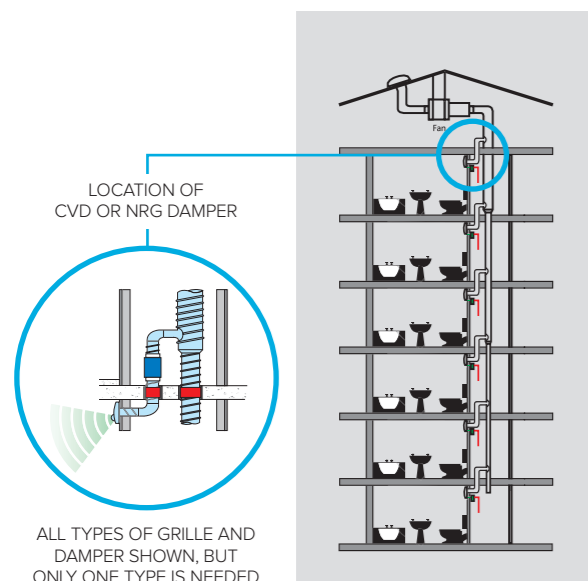 Fan
LOCATION OF
CVD OR NRG DAMPER
ALL TYPES OF GRILLE AND
DAMPER SHOWN, BUT
ONLY ONE TYPE IS NEEDED